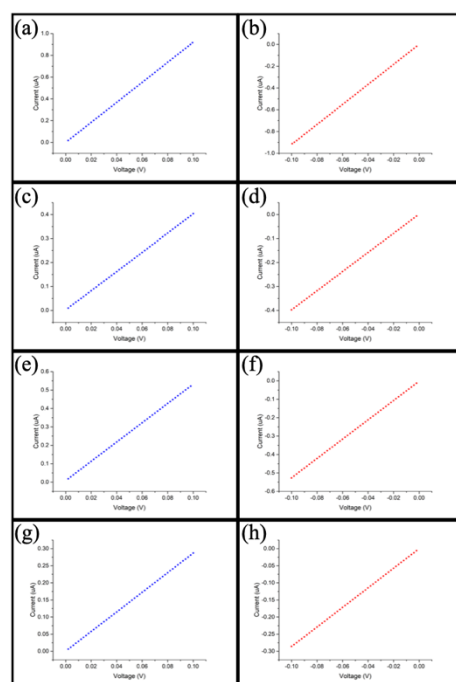 (a)
1.0
0.8
0.6
0.4
0.2
0.0
Current (uA)
0.00 0.02 0.04 0.06 0.08 0.10
Voltage (V)
(b)
0.0
-0.2
-0.4
-0.6
-0.8
-1.0
Current (uA)
-0.10 -0.08 -0.06 -0.04 -0.02 0.00
Voltage (V)
(c)
0.4
0.3
0.2
0.1
0.0
Current (uA)
0.00 0.02 0.04 0.06 0.08 0.10
Voltage (V)
(d)
0.0
-0.1
-0.2
-0.3
-0.4
Current (uA)
-0.10 -0.08 -0.06 -0.04 -0.02 0.00
Voltage (V)
(e)
0.6
0.5
0.4
0.3
0.2
0.1
0.0
Current (uA)
0.00 0.02 0.04 0.06 0.08 0.10
Voltage (V)
(f)
0.0
-0.1
-0.2
-0.3
-0.4
-0.5
-0.6
Current (uA)
-0.10 -0.08 -0.06 -0.04 -0.02 0.00
Voltage (V)
(g)
0.30
0.25
0.20
0.15
0.10
0.05
0.00
Current (uA)
0.00 0.02 0.04 0.06 0.08 0.10
Voltage (V)
(h)
0.00
-0.05
-0.10
-0.15
-0.20
-0.25
-0.30
Current (uA)
-0.10 -0.08 -0.06 -0.04 -0.02 0.00
Voltage (V)